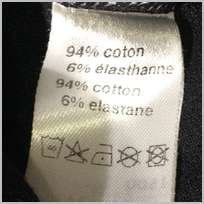 94% coton
6% élasthanne
94% cotton
6% elastane